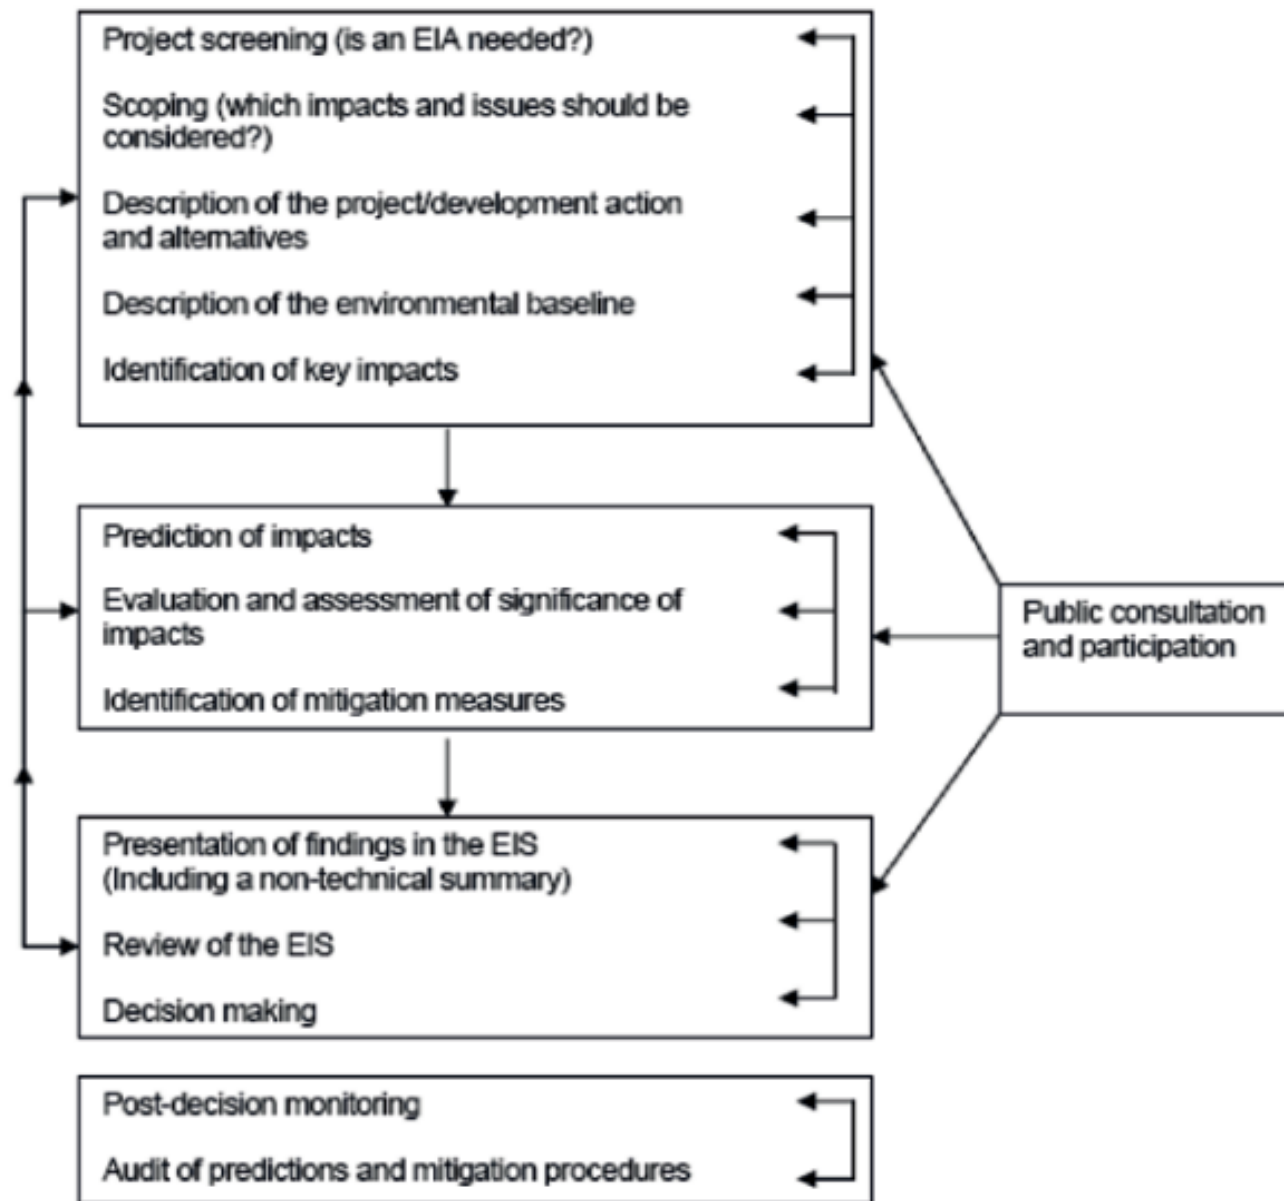 Project screening (is an EIA needed?)
Scoping (which impacts and issues should be
considered?)
Description of the project/development action
and alternatives
Description of the environmental baseline
Identification of key impacts
Prediction of impacts
Evaluation and assessment of significance of
impacts
Identification of mitigation measures
Public consultation
and participation
Presentation of findings in the EIS
(Including a non-technical summary)
Review of the EIS
Decision making
Post-decision monitoring
Audit of predictions and mitigation procedures